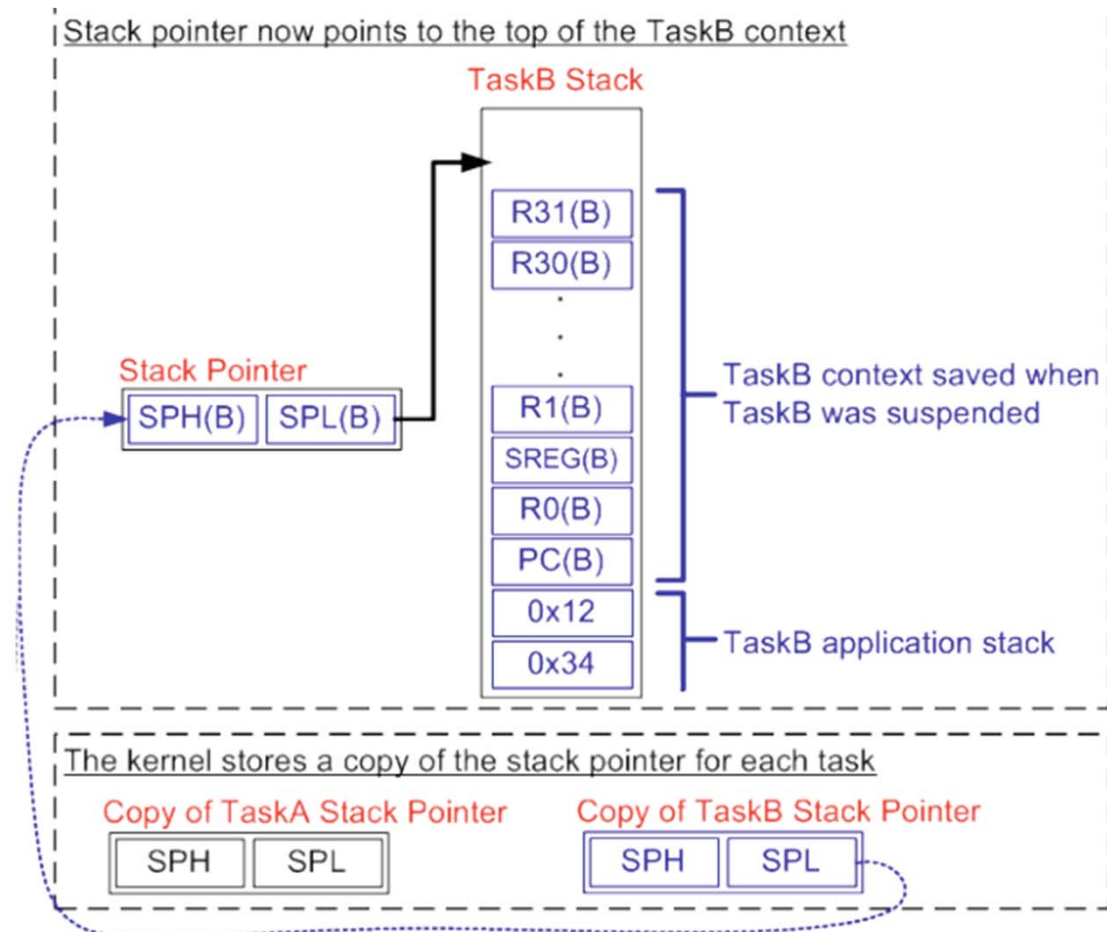 Stack pointer now points to the top of the TaskB context
TaskB Stack
R31(B)
R30(B)
.
.
.
Stack Pointer
SPH(B) SPL(B)
R1(B)
SREG(B)
R0(B)
PC(B)
0x12
0x34
TaskB context saved when
TaskB was suspended
TaskB application stack
The kernel stores a copy of the stack pointer for each task
Copy of TaskA Stack Pointer
SPH SPL
Copy of TaskB Stack Pointer
SPH SPL